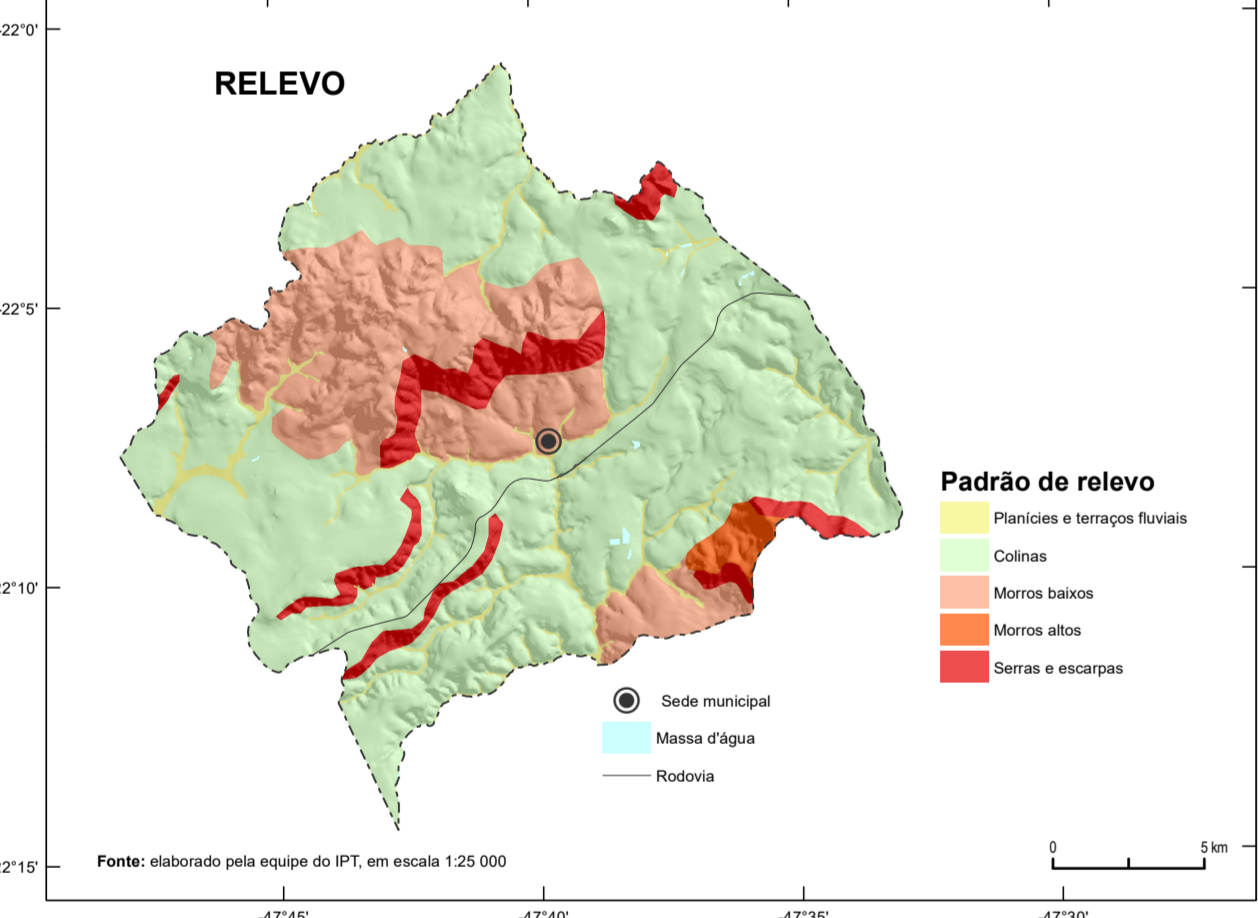 22°0'
RELEVO
22°5'
Padrão de relevo
Planícies e terraços fluviais
Colinas
22°10'
Morros baixos
Morros altos
Serras e escarpas
Sede municipal
Massa d'água
Rodovia
0 5 km
Fonte: elaborado pela equipe do IPT, em escala 1:25 000
22°15'
-47°45' -47°40' -47°35' -47°30'